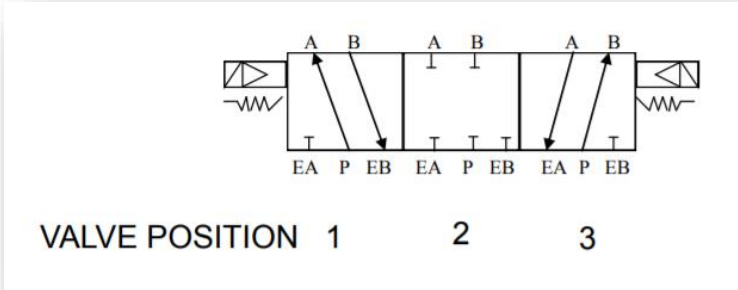 A B A B A B
EA P EB EA P EB EA P EB
VALVE POSITION 1 2 3